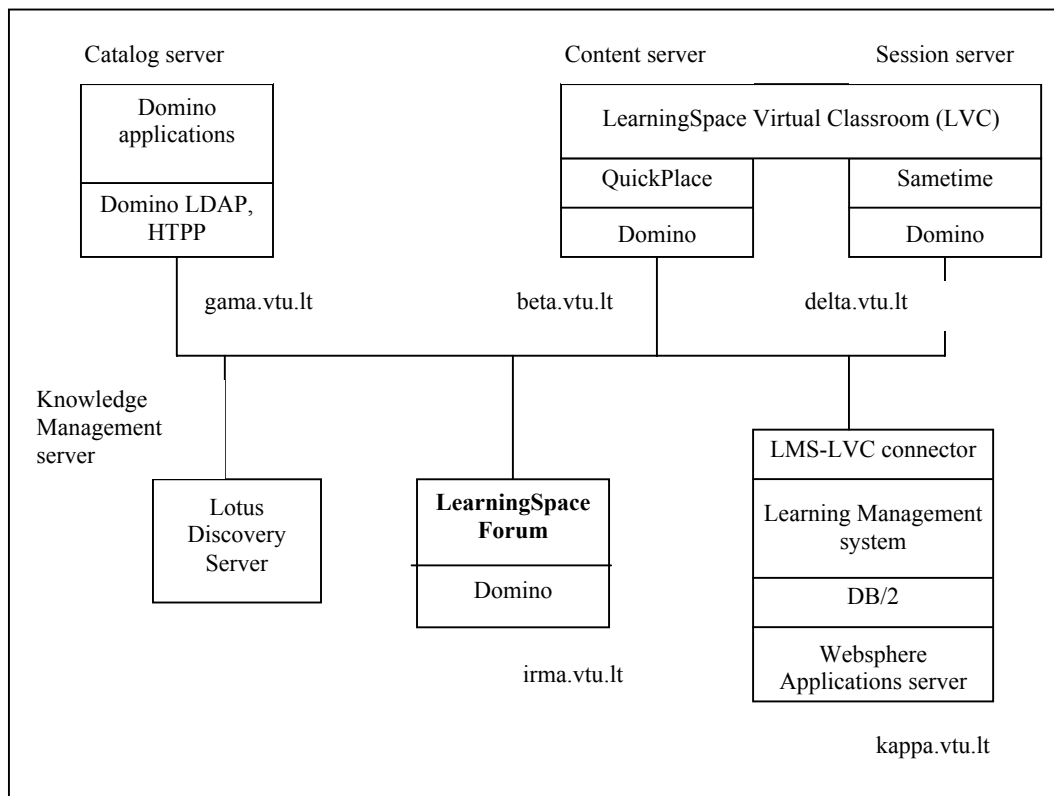 Catalog server
Content server
Session server
Domino
applications
Domino LDAP,
HTPP
LearningSpace Virtual Classroom (LVC)
QuickPlace
Sametime
Domino
Domino
gama.vtu.lt
beta.vtu.lt
delta.vtu.lt
Knowledge
Management
server
Lotus
Discovery
Server
LearningSpace
Forum
Domino
irma.vtu.lt
LMS-LVC connector
Learning Management
system
DB/2
Websphere
Applications server
kappa.vtu.lt